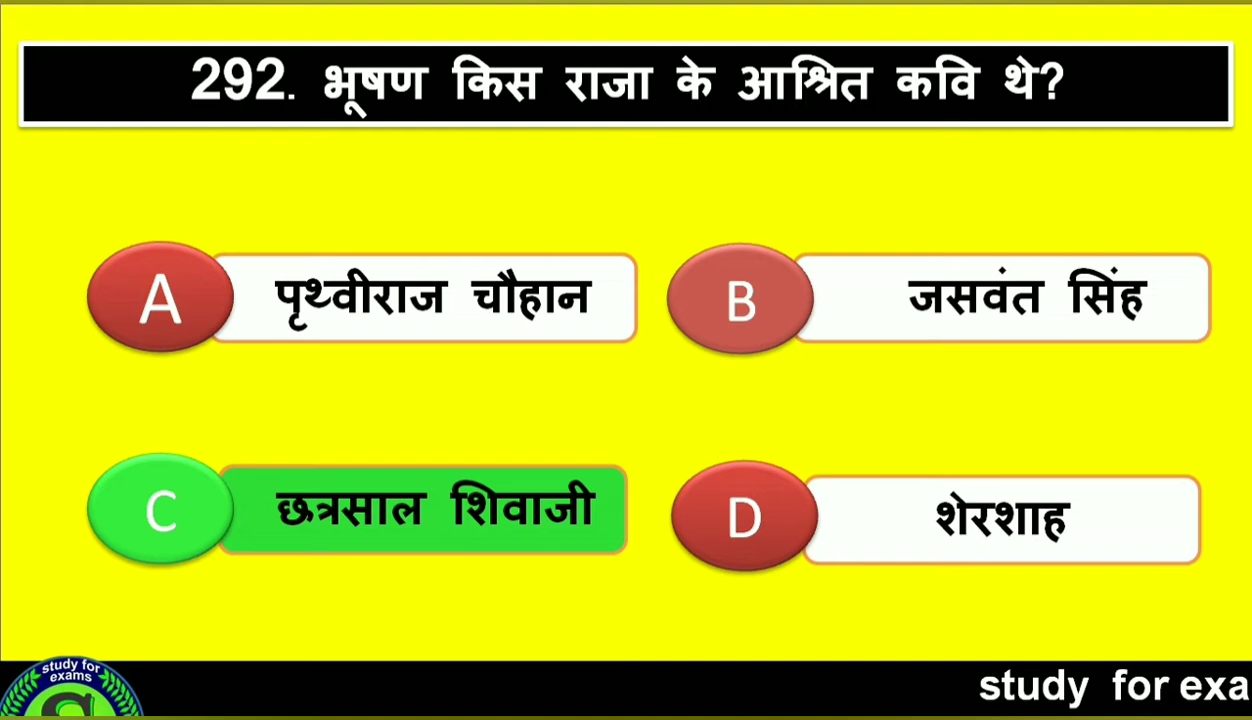 292. भूषण किस राजा के आश्रित कवि थे?
A पृथ्वीराज चौहान
B जसवंत सिंह
C छत्रसाल शिवाजी
D शेरशाह
study for
exams
study for exa